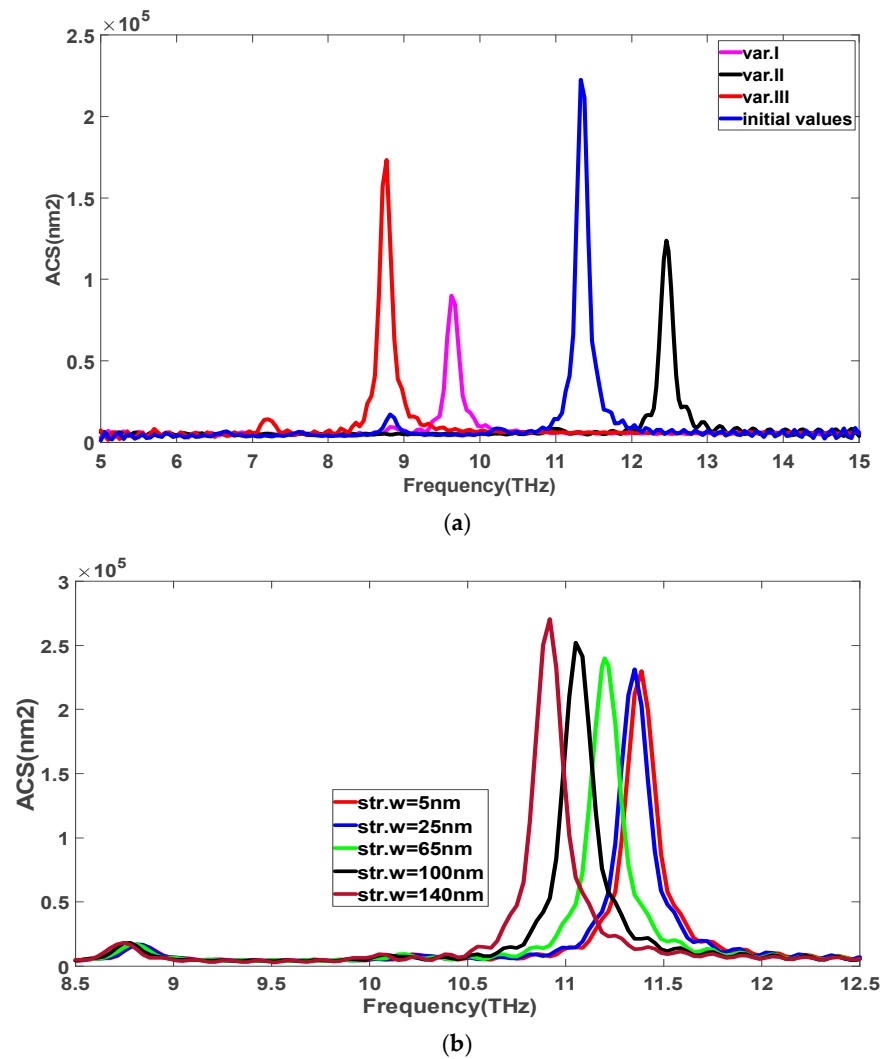 ×10^5
2.5
2
1.5
1
0.5
0
ACS(nm2)
var.I
var.II
var.III
initial values
5 6 7 8 9 10 11 12 13 14 15
Frequency(THz)
(a)
×10^5
3
2.5
2
1.5
1
0.5
0
ACS(nm2)
str.w=5nm
str.w=25nm
str.w=65nm
str.w=100nm
str.w=140nm
8.5 9 9.5 10 10.5 11 11.5 12 12.5
Frequency(THz)
(b)